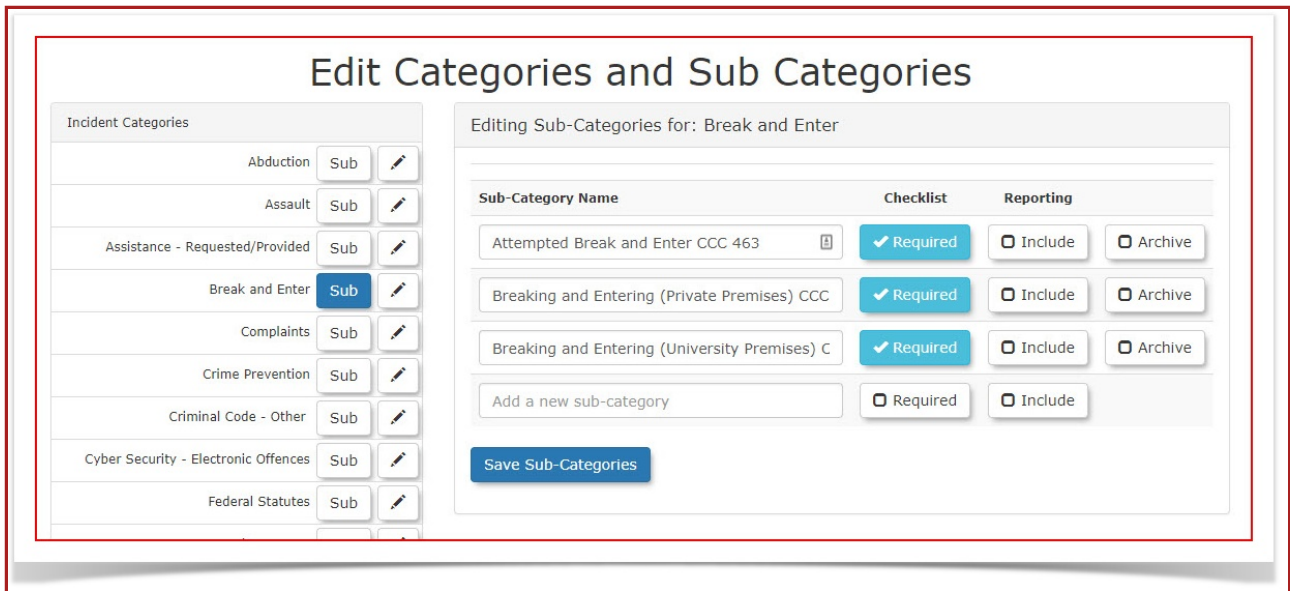 Edit Categories and Sub Categories
Incident Categories
Abduction Sub
Assault Sub
Assistance - Requested/Provided Sub
Break and Enter Sub
Complaints Sub
Crime Prevention Sub
Criminal Code - Other Sub
Cyber Security - Electronic Offences Sub
Federal Statutes Sub
Editing Sub-Categories for: Break and Enter
Sub-Category Name Checklist Reporting
Attempted Break and Enter CCC 463 Required Include Archive
Breaking and Entering (Private Premises) CCC Required Include Archive
Breaking and Entering (University Premises) C Required Include Archive
Add a new sub-category Required Include
Save Sub-Categories